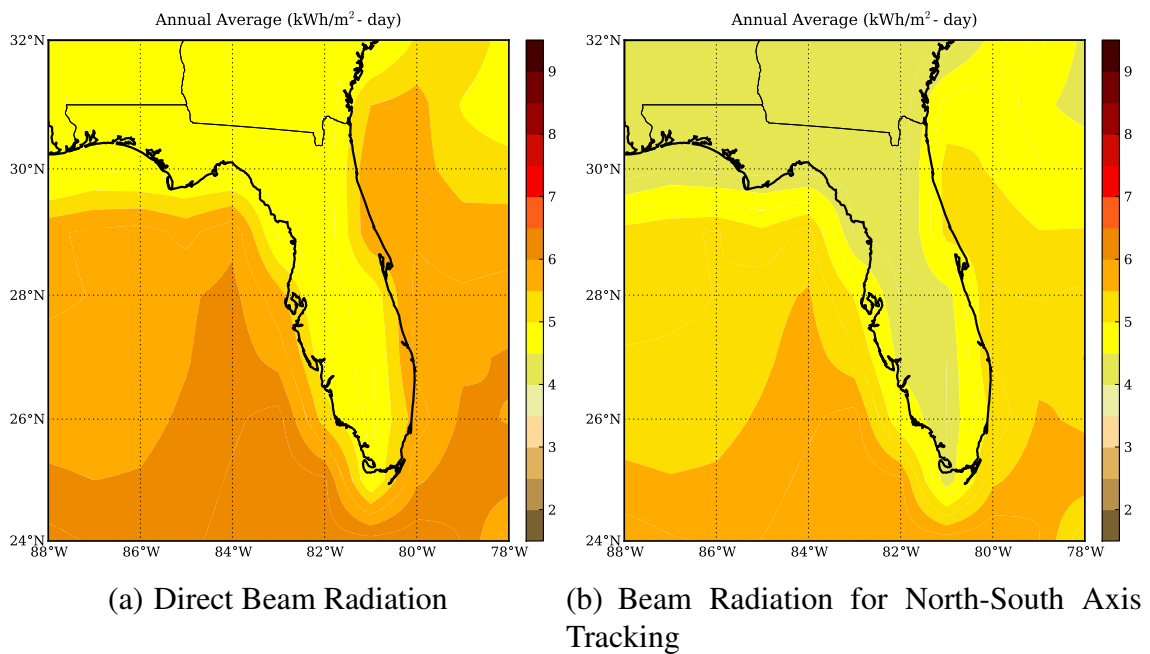 Annual Average (kWh/m² - day)
32°N
30°N
28°N
26°N
24°N
88°W 86°W 84°W 82°W 80°W 78°W
9
8
7
6
5
4
3
2
(a) Direct Beam Radiation
Annual Average (kWh/m² - day)
32°N
30°N
28°N
26°N
24°N
88°W 86°W 84°W 82°W 80°W 78°W
9
8
7
6
5
4
3
2
(b) Beam Radiation for North-South Axis
Tracking